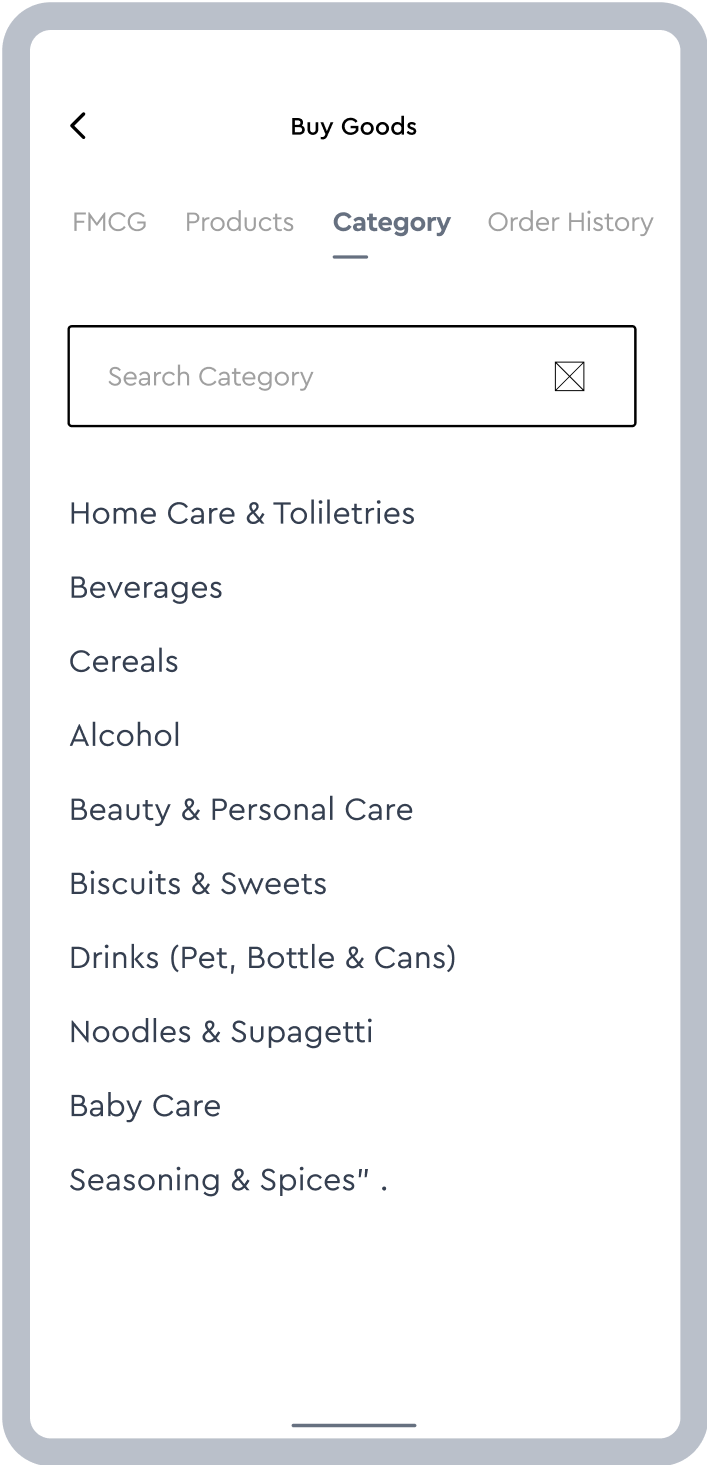 Buy Goods
FMCG Products Category Order History
Search Category
Home Care & Toliletries
Beverages
Cereals
Alcohol
Beauty & Personal Care
Biscuits & Sweets
Drinks (Pet, Bottle & Cans)
Noodles & Supagetti
Baby Care
Seasoning & Spices” .